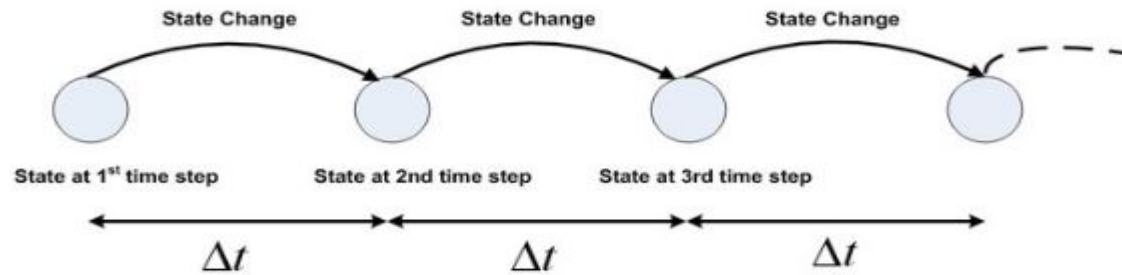 State Change State Change State Change
State at 1st time step State at 2nd time step State at 3rd time step
Δt Δt Δt